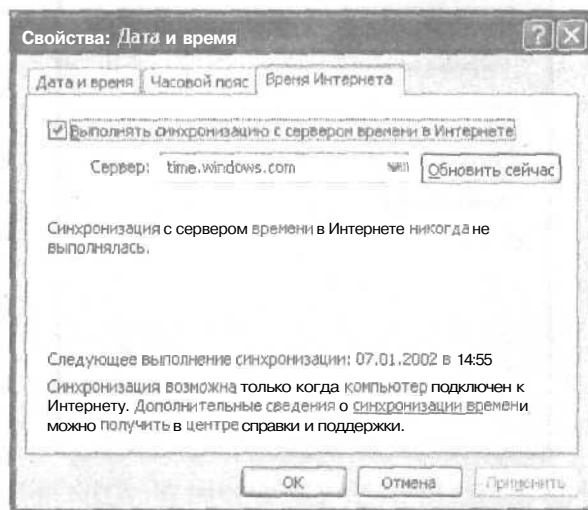 Свойства: Дата и время
Дата и время Часовой пояс Время Интернета
Выполнять синхронизацию с сервером времени в Интернете
Сервер: time.windows.com Обновить сейчас
Синхронизация с сервером времени в Интернете никогда не
выполнялась.
Следующее выполнение синхронизации: 07.01.2002 в 14:55
Синхронизация возможна только когда компьютер подключен к
Интернету. Дополнительные сведения о синхронизации времени
можно получить в центре справки и поддержки.
ОК Отмена Применить